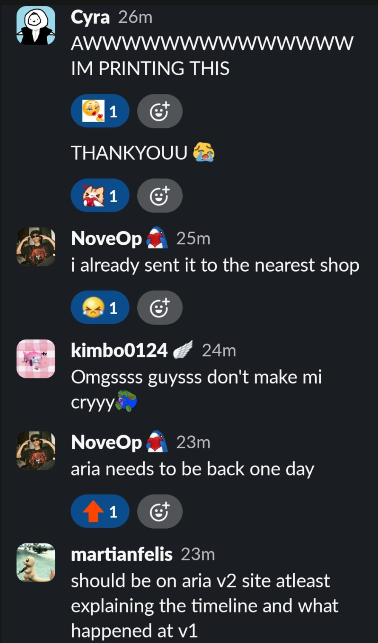 Cyra 26m
AWWWWWWWWWWWWWWWW
IM PRINTING THIS
1
THANKYOUU
1
NoveOp 25m
i already sent it to the nearest shop
1
kimbo0124 24m
Omgssss guysss don't make mi
cryyy
NoveOp 23m
aria needs to be back one day
1
martianfelis 23m
should be on aria v2 site atleast
explaining the timeline and what
happened at v1